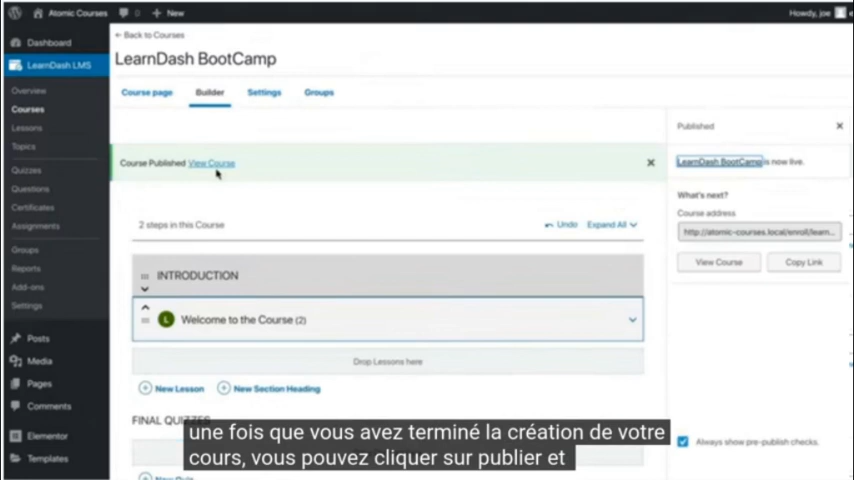 Atomic Courses 0 + New
Howdy, joe
Dashboard
LearnDash LMS
Overview
Courses
Lessons
Topics
Quizzes
Questions
Certificates
Assignments
Groups
Reports
Add-ons
Settings
Posts
Media
Pages
Comments
Elementor
Templates
← Back to Courses
LearnDash BootCamp
Course page Builder Settings Groups
Course Published View Course
2 steps in this Course Undo Expand All
INTRODUCTION
L Welcome to the Course (2)
Drop Lessons here
New Lesson New Section Heading
FINAL QUIZZES
Published
LearnDash BootCamp is now live.
What's next?
Course address
http://atomic-courses.local/enroll/learn...
View Course Copy Link
Always show pre-publish checks.
une fois que vous avez terminé la création de votre
cours, vous pouvez cliquer sur publier et